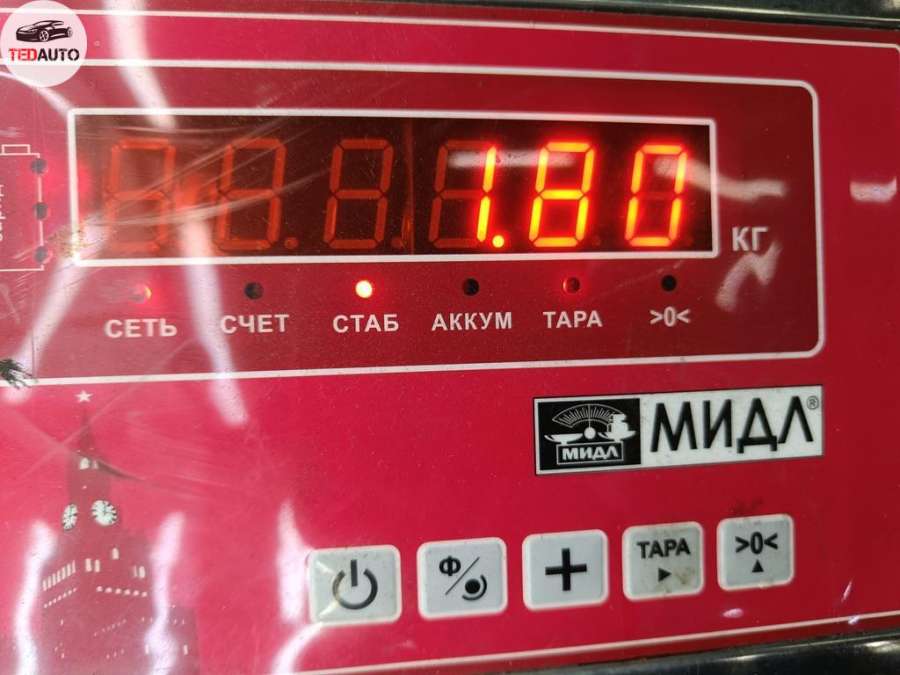 TEDAUTO
1.80
КГ
СЕТЬ СЧЕТ СТАБ АККУМ ТАРА >0<
МИДЛ МИДЛ®
Ф ТАРА >0<